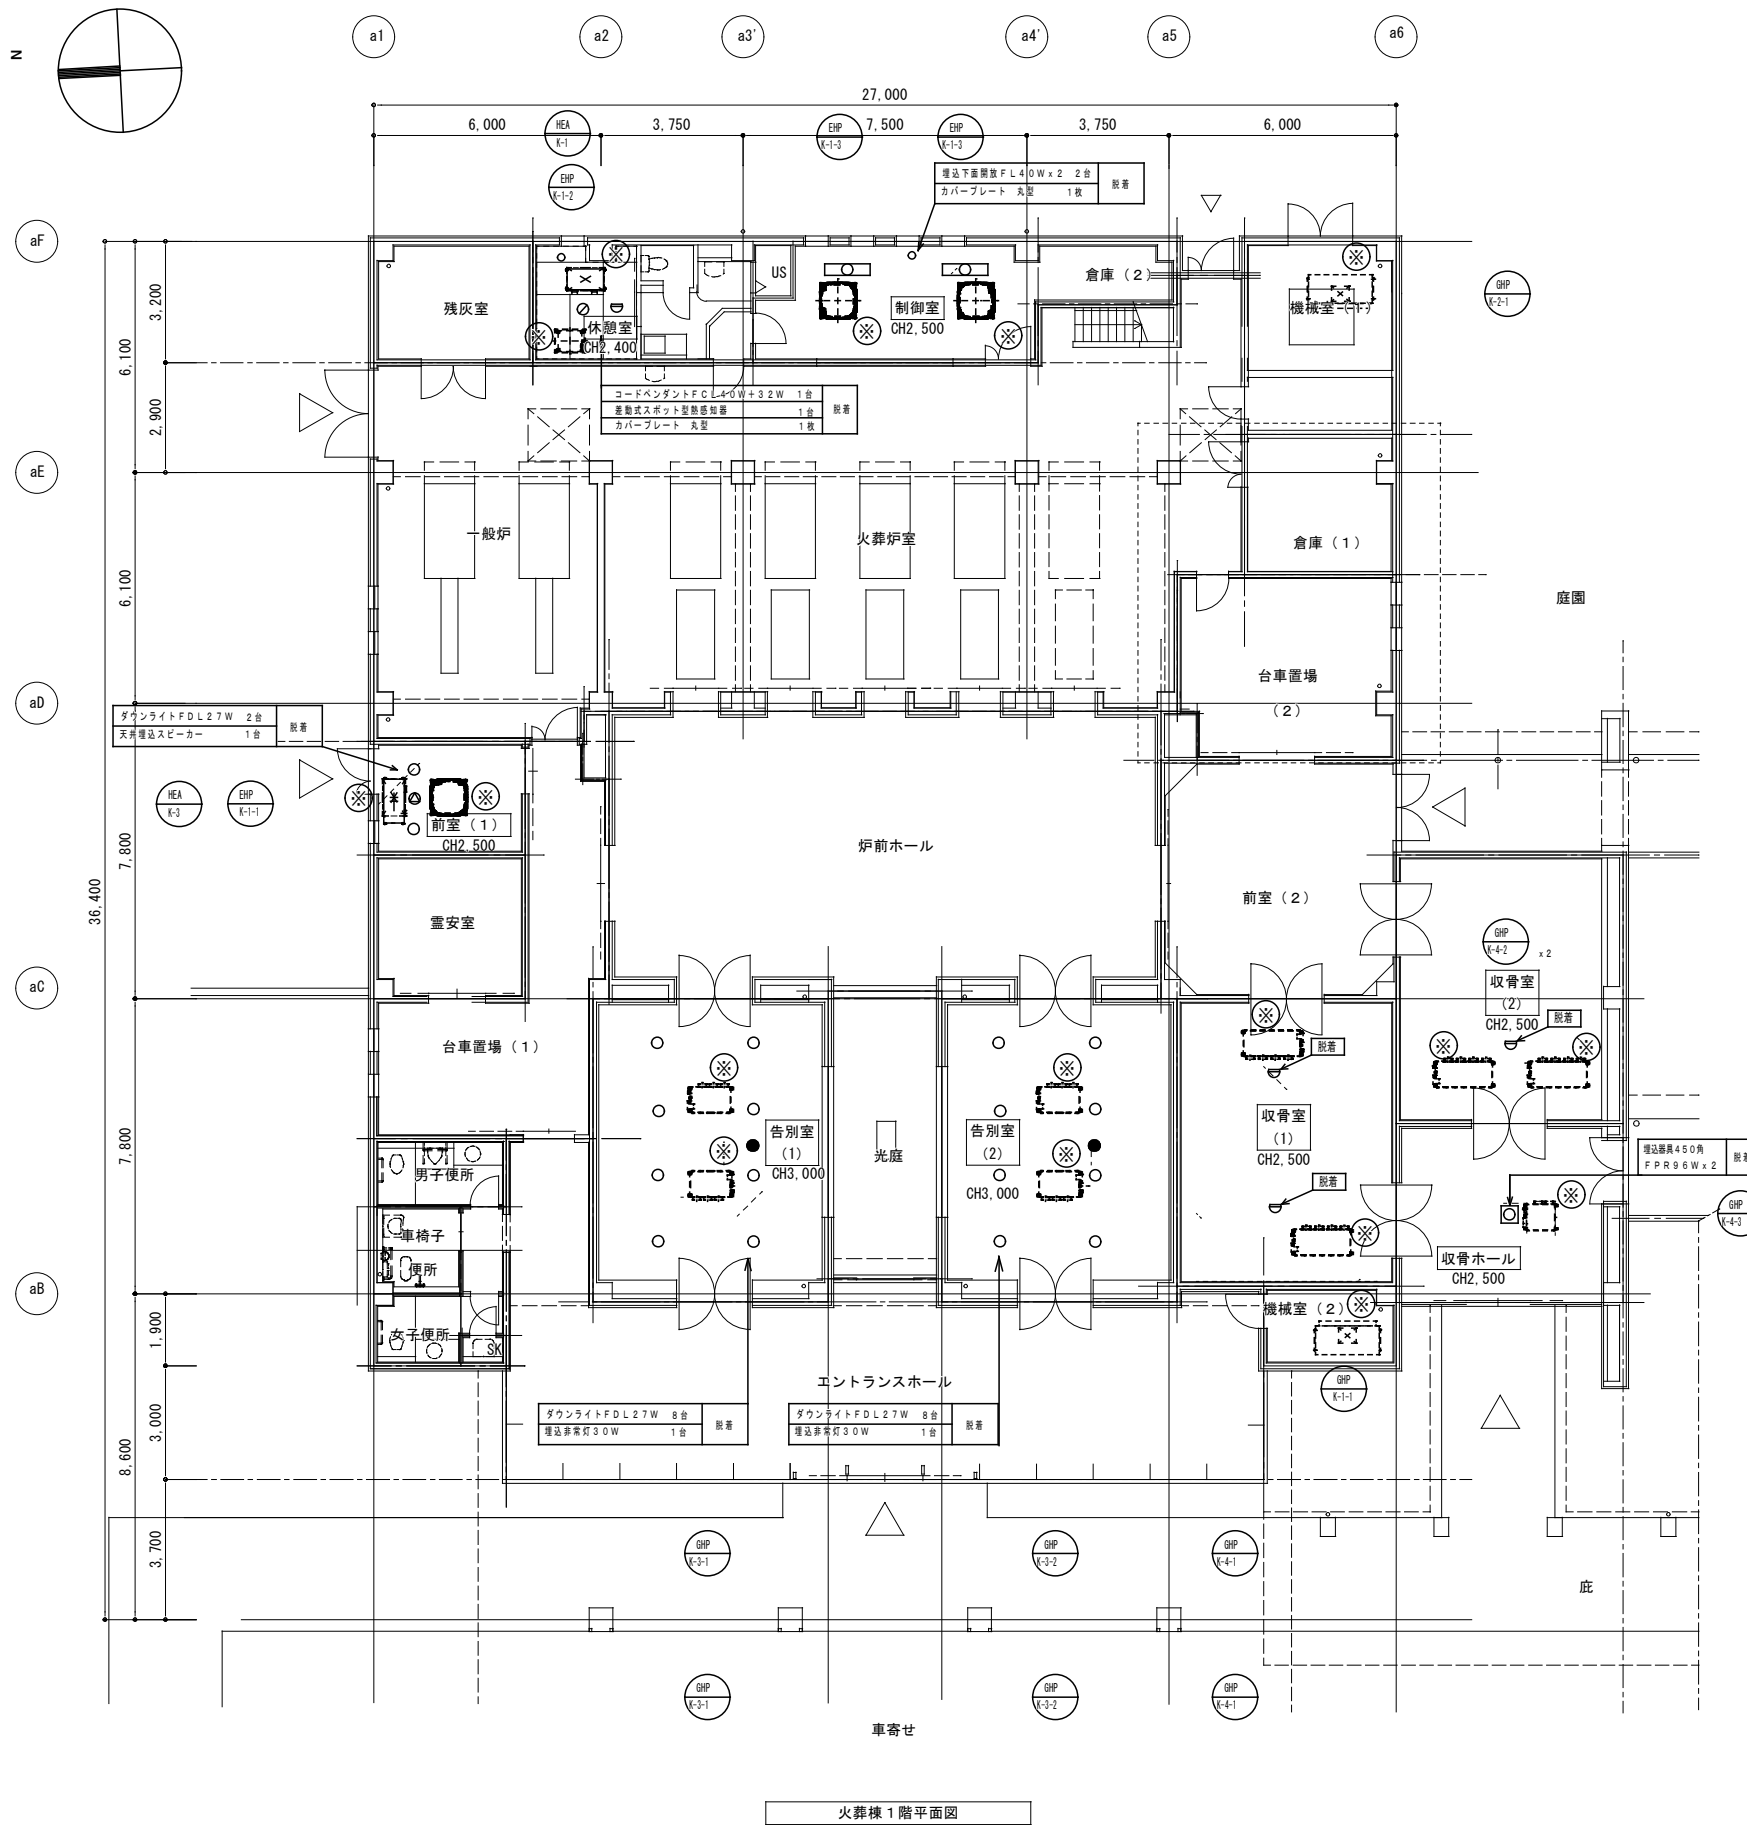 N
a1
a2
a3'
a4'
a5
a6
27,000
6,000
3,750
7,500
3,750
6,000
HEA
K-1
EHP
K-1-2
EHP
K-1-3
EHP
K-1-3
埋込下面開放FL40Wx2 2台
カバープレート 丸型 1枚
脱着
aF
aE
aD
aC
aB
36,400
6,100
6,100
7,800
7,800
8,600
3,200
2,900
1,900
3,000
3,700
残灰室
休憩室
CH2,400
US
制御室
CH2,500
倉庫(2)
GHP
K-2-1
コードペンダントFCL40W+32W 1台
差動式スポット型熱感知器 1台
カバープレート 丸型 1枚
脱着
一般炉
火葬炉室
倉庫(1)
庭園
台車置場
(2)
ダウンライトFDL27W 2台
天井埋込スピーカー 1台
脱着
HEA
K-3
EHP
K-1-1
前室(1)
CH2,500
炉前ホール
前室(2)
霊安室
GHP
K-4-2
x2
収骨室
(2)
CH2,500
脱着
台車置場(1)
脱着
告別室
(1)
CH3,000
光庭
告別室
(2)
CH3,000
収骨室
(1)
CH2,500
脱着
埋込器具450角
FPR96Wx2
脱着
GHP
K-4-3
男子便所
車椅子
便所
女子便所
SK
収骨ホール
CH2,500
機械室(2)
GHP
K-1-1
エントランスホール
ダウンライトFDL27W 8台
埋込非常灯30W 1台
脱着
ダウンライトFDL27W 8台
埋込非常灯30W 1台
脱着
GHP
K-3-1
GHP
K-3-2
GHP
K-4-1
庇
GHP
K-3-1
GHP
K-3-2
GHP
K-4-1
車寄せ
火葬棟1階平面図